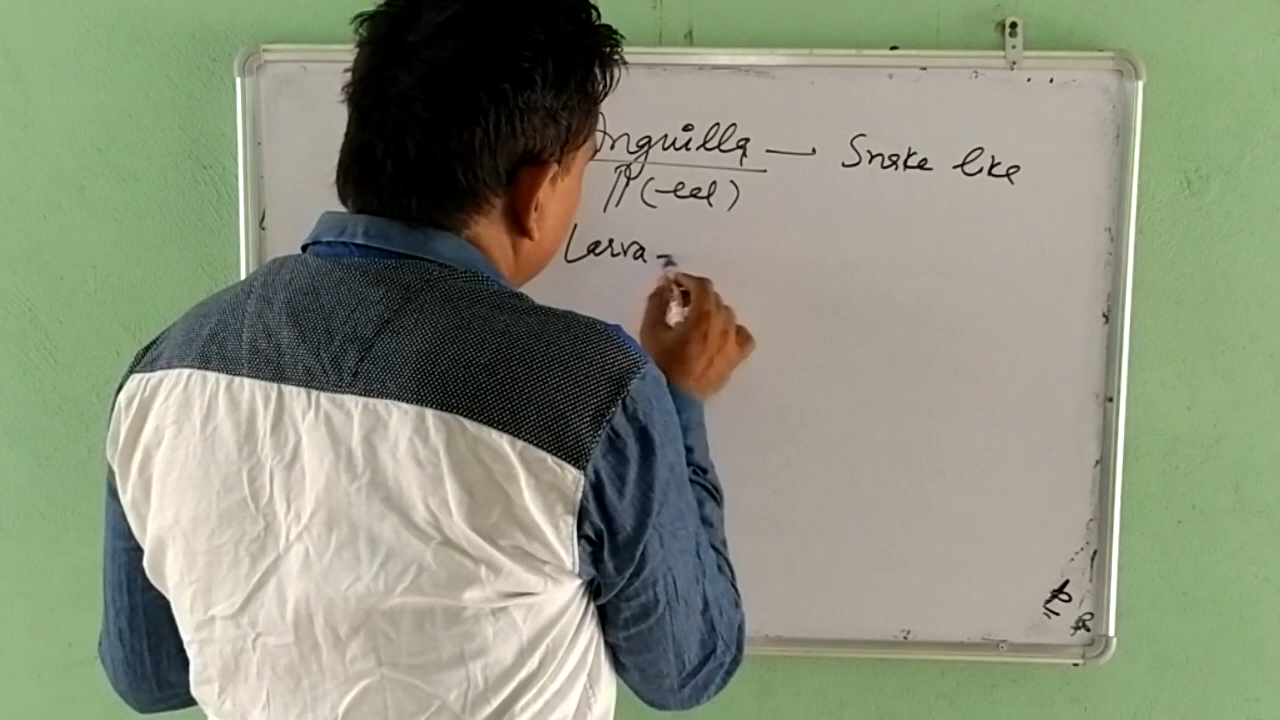 Anguilla — Snake like
(eel)
Larva -